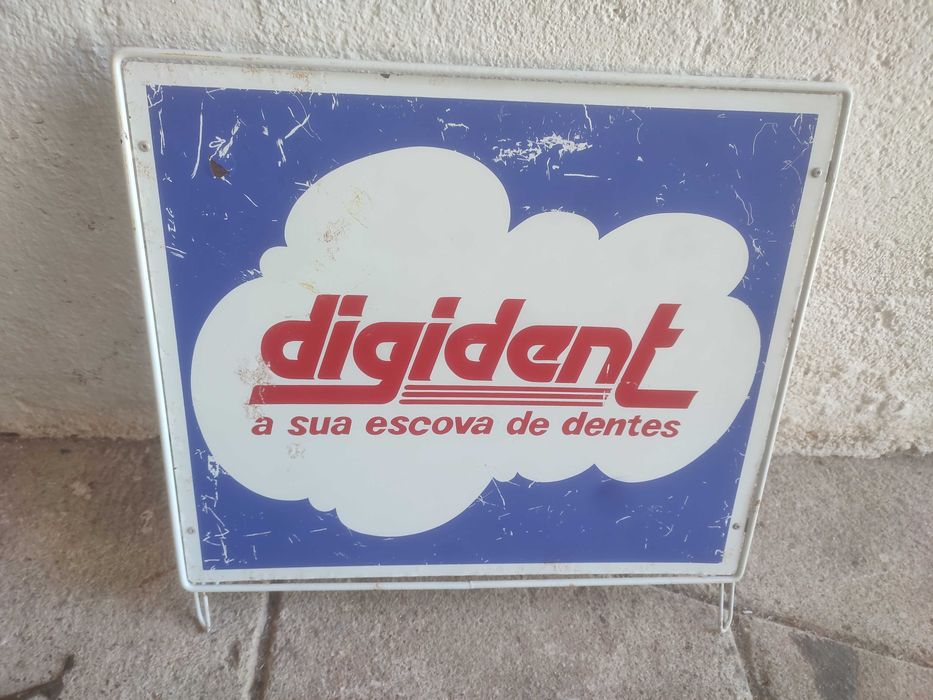 digident
a sua escova de dentes